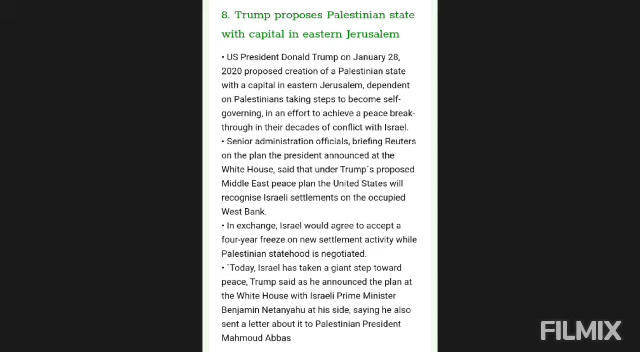 8. Trump proposes Palestinian state
with capital in eastern Jerusalem
• US President Donald Trump on January 28,
2020 proposed creation of a Palestinian state
with a capital in eastern Jerusalem, dependent
on Palestinians taking steps to become self-
governing, in an effort to achieve a peace break-
through in their decades of conflict with Israel.
• Senior administration officials, briefing Reuters
on the plan the president announced at the
White House, said that under Trump`s proposed
Middle East peace plan the United States will
recognise Israeli settlements on the occupied
West Bank.
• In exchange, Israel would agree to accept a
four-year freeze on new settlement activity while
Palestinian statehood is negotiated.
• `Today, Israel has taken a giant step toward
peace, Trump said as he announced the plan at
the White House with Israeli Prime Minister
Benjamin Netanyahu at his side, saying he also
sent a letter about it to Palestinian President
Mahmoud Abbas
FILMIX